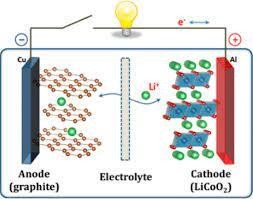 e⁻
−
+
Cu
Al
Li⁺
Anode
(graphite)
Electrolyte
Cathode
(LiCoO₂)